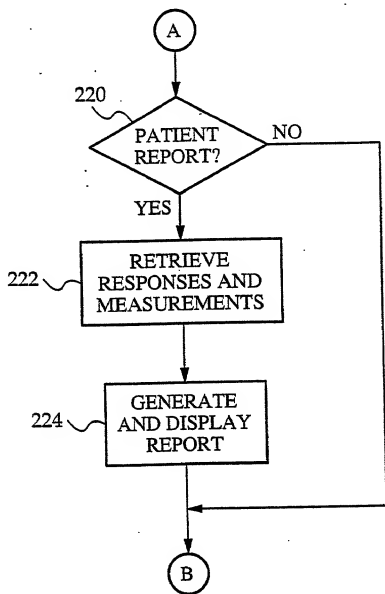 A
220
PATIENT
REPORT?
NO
YES
222
RETRIEVE
RESPONSES AND
MEASUREMENTS
224
GENERATE
AND DISPLAY
REPORT
B